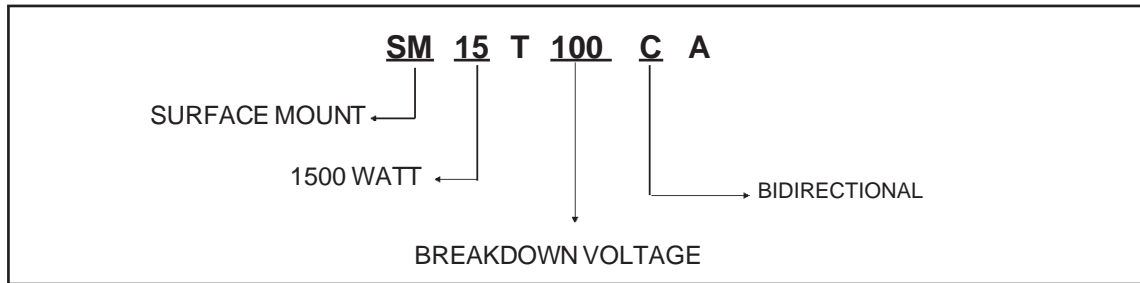 SM 15 T 100 C A
SURFACE MOUNT
1500 WATT
BIDIRECTIONAL
BREAKDOWN VOLTAGE